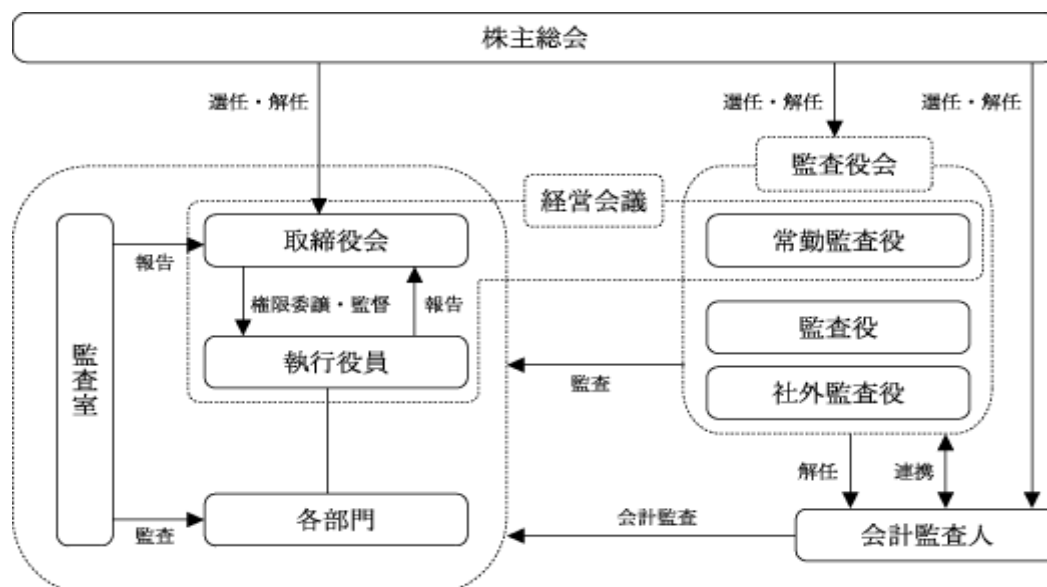 株主総会
選任・解任
選任・解任
選任・解任
監査役会
経営会議
取締役会
常勤監査役
報告
権限委譲・監督
報告
監査役
監査室
執行役員
監査
社外監査役
解任
連携
各部門
監査
会計監査
会計監査人